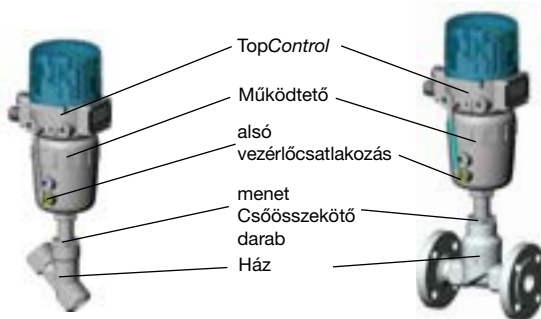 TopControl
Működtető
alsó
vezérlőcsatlakozás
menet
Csőösszekötő
darab
Ház